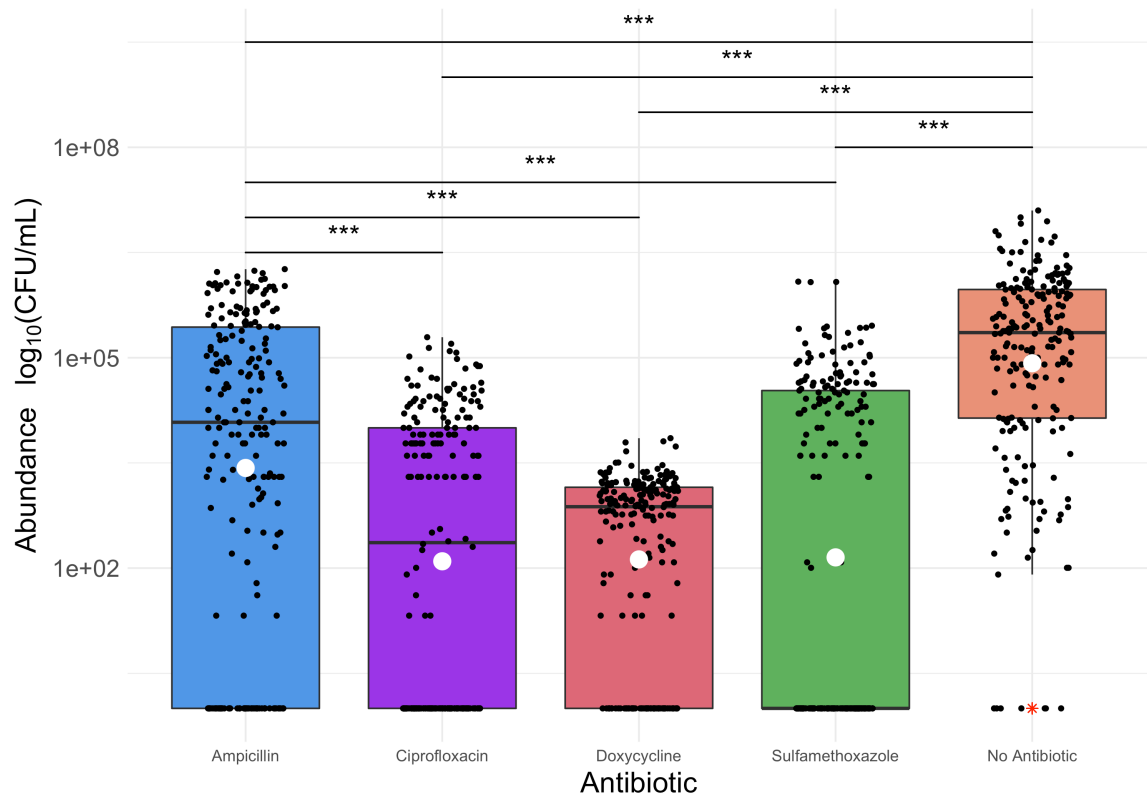 ***
***
***
***
1e+08
***
***
***
1e+05
1e+02
Abundance log₁₀(CFU/mL)
Ampicillin Ciprofloxacin Doxycycline Sulfamethoxazole No Antibiotic
Antibiotic